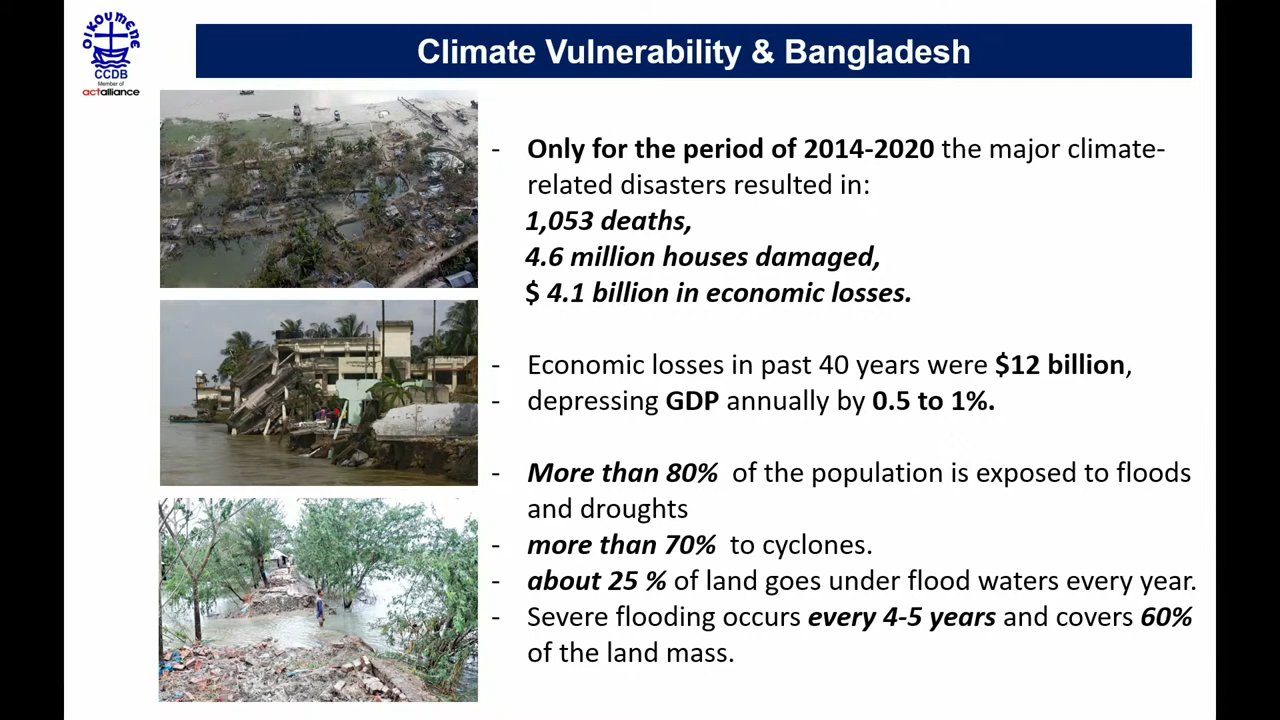 OIKOUMENE
CCDB
Member of
actalliance
Climate Vulnerability & Bangladesh
- Only for the period of 2014-2020 the major climate-
related disasters resulted in:
1,053 deaths,
4.6 million houses damaged,
$ 4.1 billion in economic losses.
- Economic losses in past 40 years were $12 billion,
- depressing GDP annually by 0.5 to 1%.
- More than 80% of the population is exposed to floods
and droughts
- more than 70% to cyclones.
- about 25 % of land goes under flood waters every year.
- Severe flooding occurs every 4-5 years and covers 60%
of the land mass.